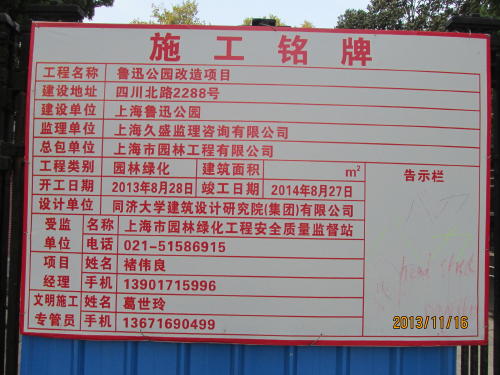 施工铭牌
工程名称 鲁迅公园改造项目
建设地址 四川北路2288号
建设单位 上海鲁迅公园
监理单位 上海久盛监理咨询有限公司
总包单位 上海市园林工程有限公司
工程类别 园林绿化 建筑面积 m²
告示栏
开工日期 2013年8月28日 竣工日期 2014年8月27日
设计单位 同济大学建筑设计研究院(集团)有限公司
受监单位 名称 上海市园林绿化工程安全质量监督站
电话 021-51586915
项目经理 姓名 褚伟良
手机 13901715996
文明施工专管员 姓名 葛世玲
手机 13671690499
2013/11/16